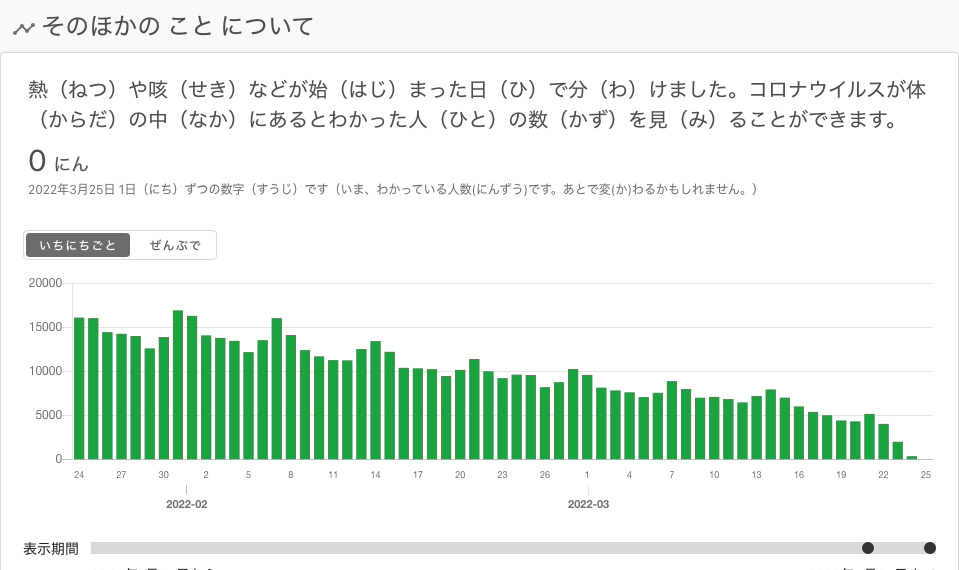 そのほかの こと について
熱（ねつ）や咳（せき）などが始（はじ）まった日（ひ）で分（わ）けました。コロナウイルスが体
（からだ）の中（なか）にあるとわかった人（ひと）の数（かず）を見（み）ることができます。
0 にん
2022年3月25日 1日（にち）ずつの数字（すうじ）です（いま、わかっている人数(にんずう)です。あとで変(か)わるかもしれません。）
いちにちごと ぜんぶで
20000
15000
10000
5000
0
24 27 30 2 5 8 11 14 17 20 23 26 1 4 7 10 13 16 19 22 25
2022-02 2022-03
表示期間